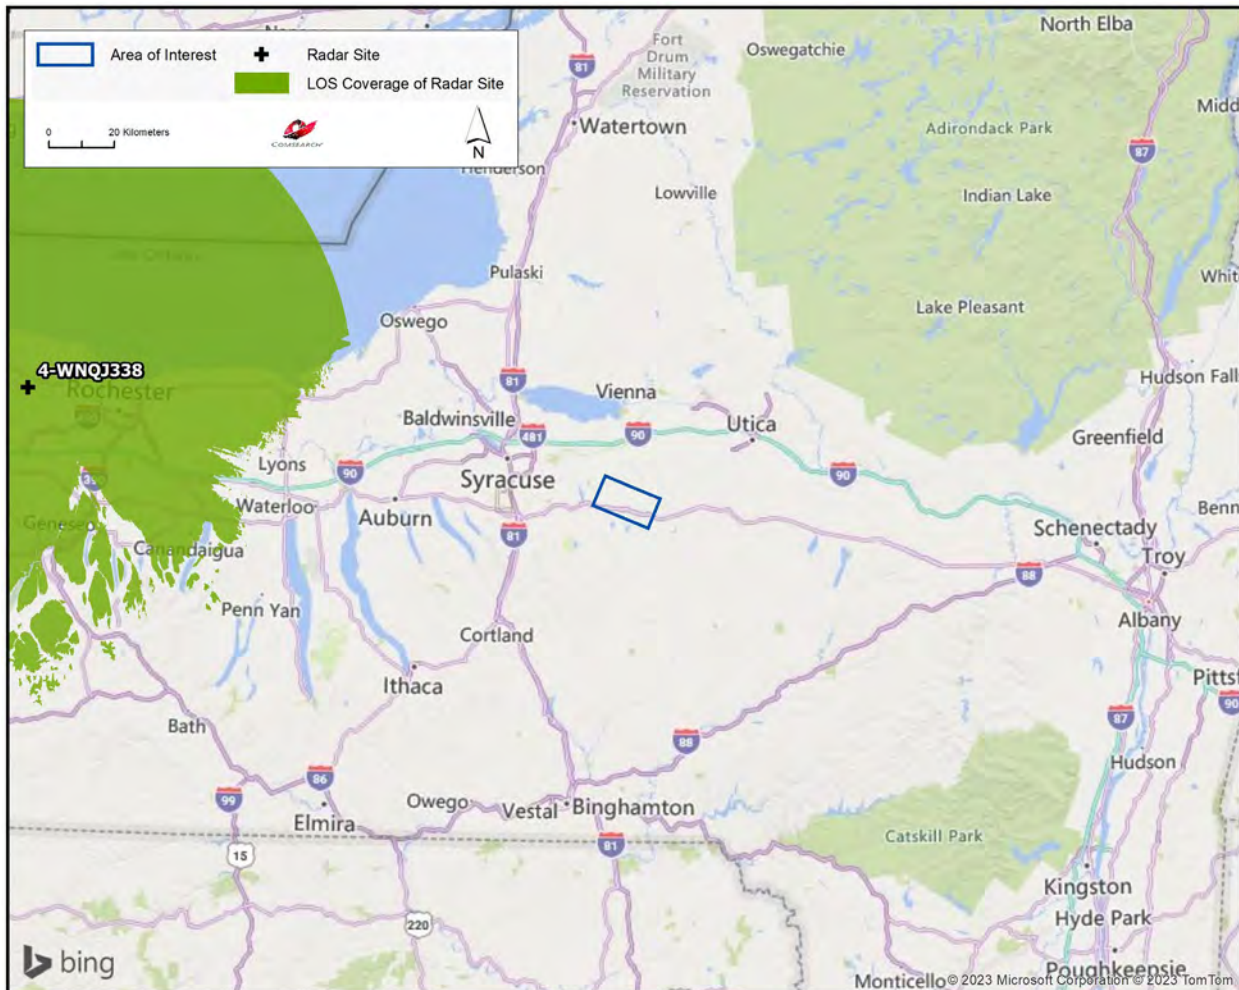 Area of Interest
Radar Site
LOS Coverage of Radar Site
0
20 Kilometers
COMSEARCH
N
North Elba
Fort
Drum
Military
Reservation
Oswegatchie
81
Watertown
Adirondack Park
87
Henderson
Lowville
Indian Lake
Pulaski
Oswego
Lake Pleasant
4-WNQJ338
Rochester
81
Vienna
Hudson Falls
Baldwinsville
481
90
Utica
Greenfield
Lyons
90
Syracuse
90
Waterloo
Auburn
Geneseo
Canandaigua
81
Schenectady
Troy
88
Penn Yan
Albany
Cortland
Ithaca
90
87
Bath
88
Hudson
86
99
Owego
Vestal
Binghamton
Elmira
81
Catskill Park
15
Kingston
220
Hyde Park
bing
Poughkeepsie
Monticello
© 2023 Microsoft Corporation © 2023 TomTom